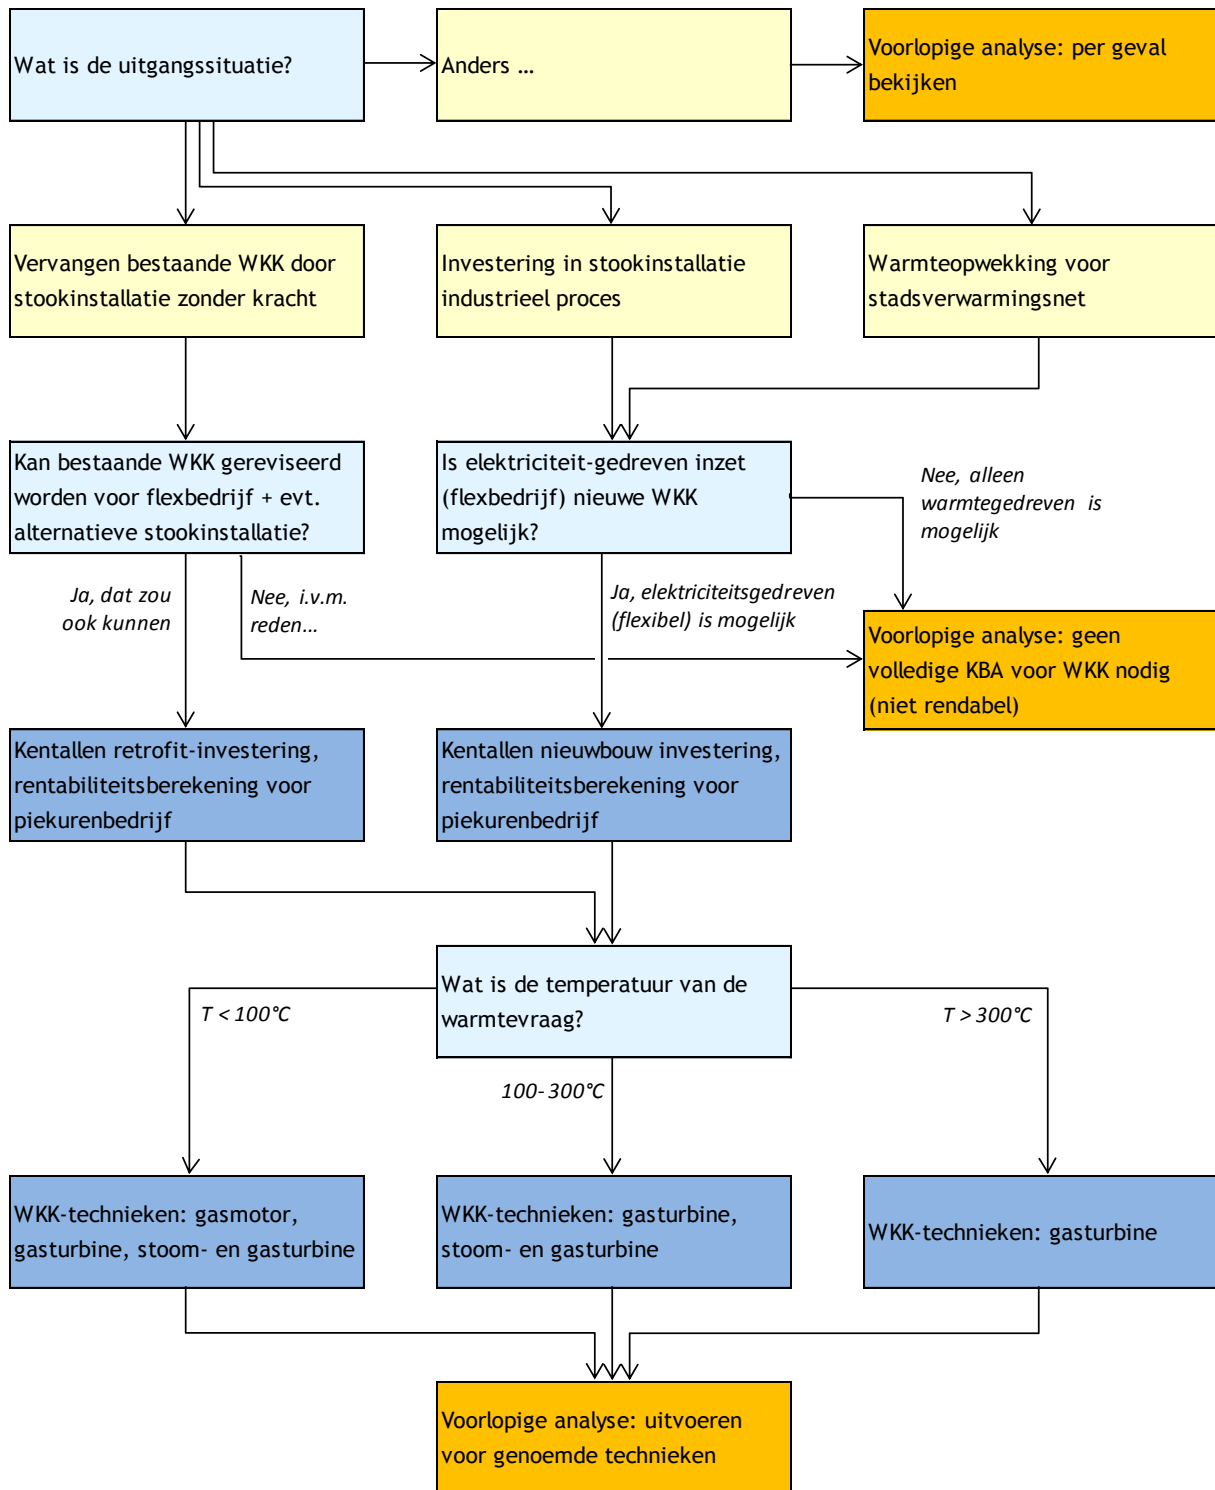 Wat is de uitgangssituatie?
Anders ...
Voorlopige analyse: per geval
bekijken
Vervangen bestaande WKK door
stookinstallatie zonder kracht
Investering in stookinstallatie
industrieel proces
Warmteopwekking voor
stadsverwarmingsnet
Kan bestaande WKK gereviseerd
worden voor flexbedrijf + evt.
alternatieve stookinstallatie?
Is elektriciteit-gedreven inzet
(flexbedrijf) nieuwe WKK
mogelijk?
Nee, alleen
warmtegedreven is
mogelijk
Ja, dat zou
ook kunnen
Nee, i.v.m.
reden...
Ja, elektriciteitsgedreven
(flexibel) is mogelijk
Voorlopige analyse: geen
volledige KBA voor WKK nodig
(niet rendabel)
Kentallen retrofit-investering,
rentabiliteitsberekening voor
piekurenbedrijf
Kentallen nieuwbouw investering,
rentabiliteitsberekening voor
piekurenbedrijf
Wat is de temperatuur van de
warmtevraag?
T < 100°C
100-300°C
T > 300°C
WKK-technieken: gasmotor,
gasturbine, stoom- en gasturbine
WKK-technieken: gasturbine,
stoom- en gasturbine
WKK-technieken: gasturbine
Voorlopige analyse: uitvoeren
voor genoemde technieken